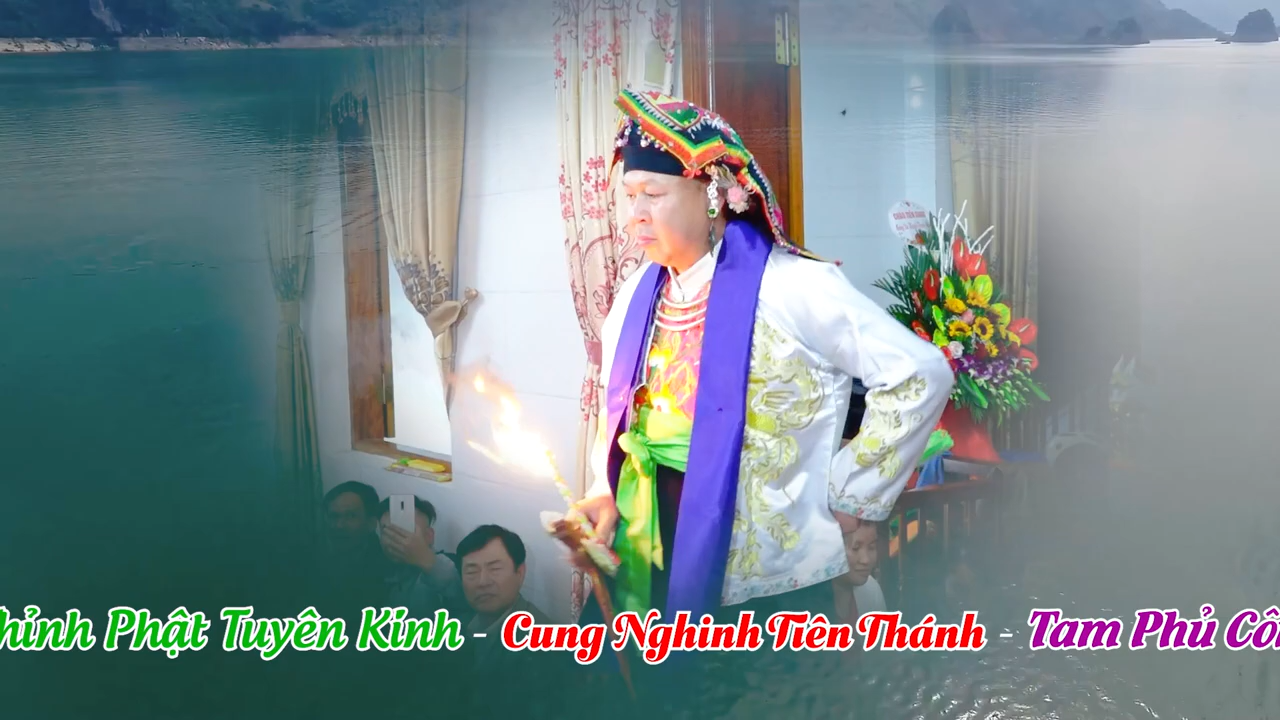 hỉnh Phật Tuyên Kinh - Cung Nghinh Tiên Thánh - Tam Phủ Cô